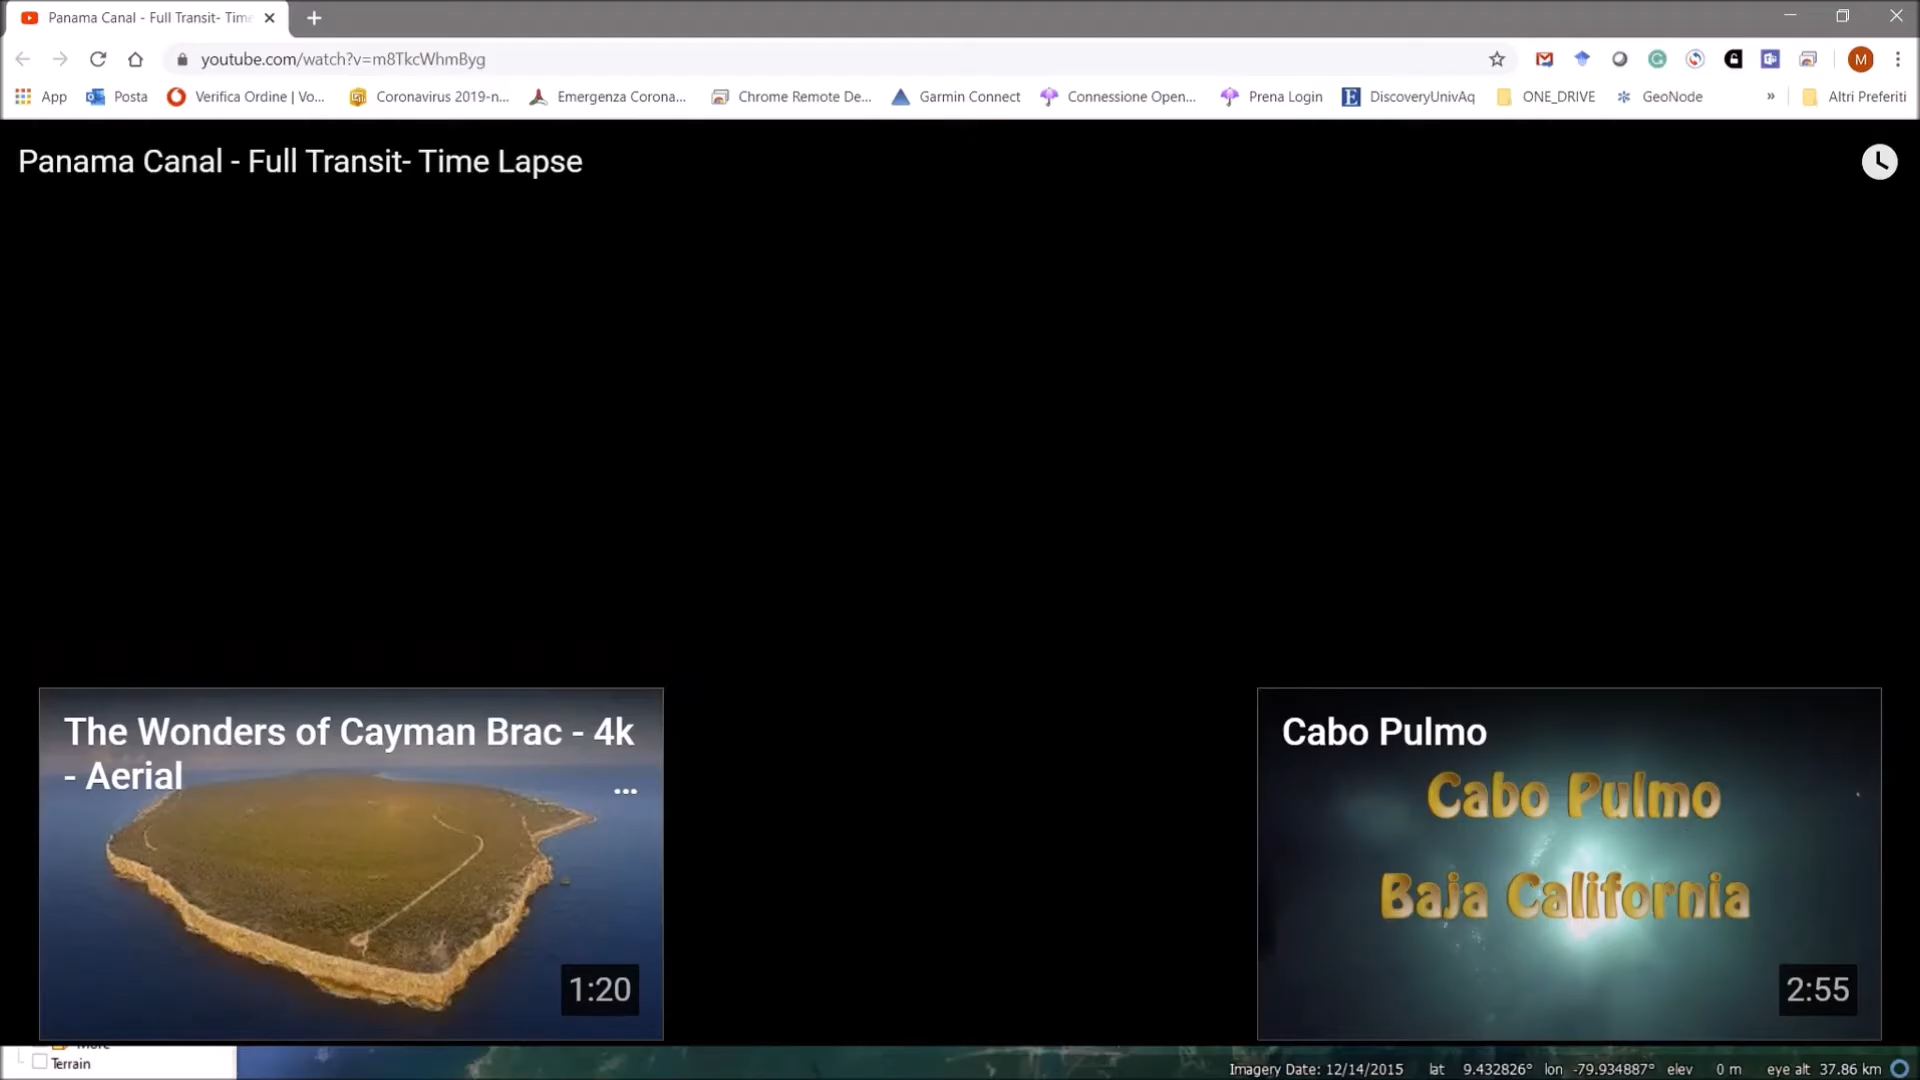 Panama Canal - Full Transit- Time
youtube.com/watch?v=m8TkcWhmByg
M
App
Posta
Verifica Ordine | Vo...
Coronavirus 2019-n...
Emergenza Corona...
Chrome Remote De...
Garmin Connect
Connessione Open...
Prena Login
E
DiscoveryUnivAq
ONE_DRIVE
GeoNode
»
Altri Preferiti
Panama Canal - Full Transit- Time Lapse
The Wonders of Cayman Brac - 4k
- Aerial
...
1:20
Cabo Pulmo
Cabo Pulmo
Baja California
2:55
More
Terrain
Imagery Date: 12/14/2015 lat 9.432826° lon -79.934887° elev 0 m eye alt 37.86 km